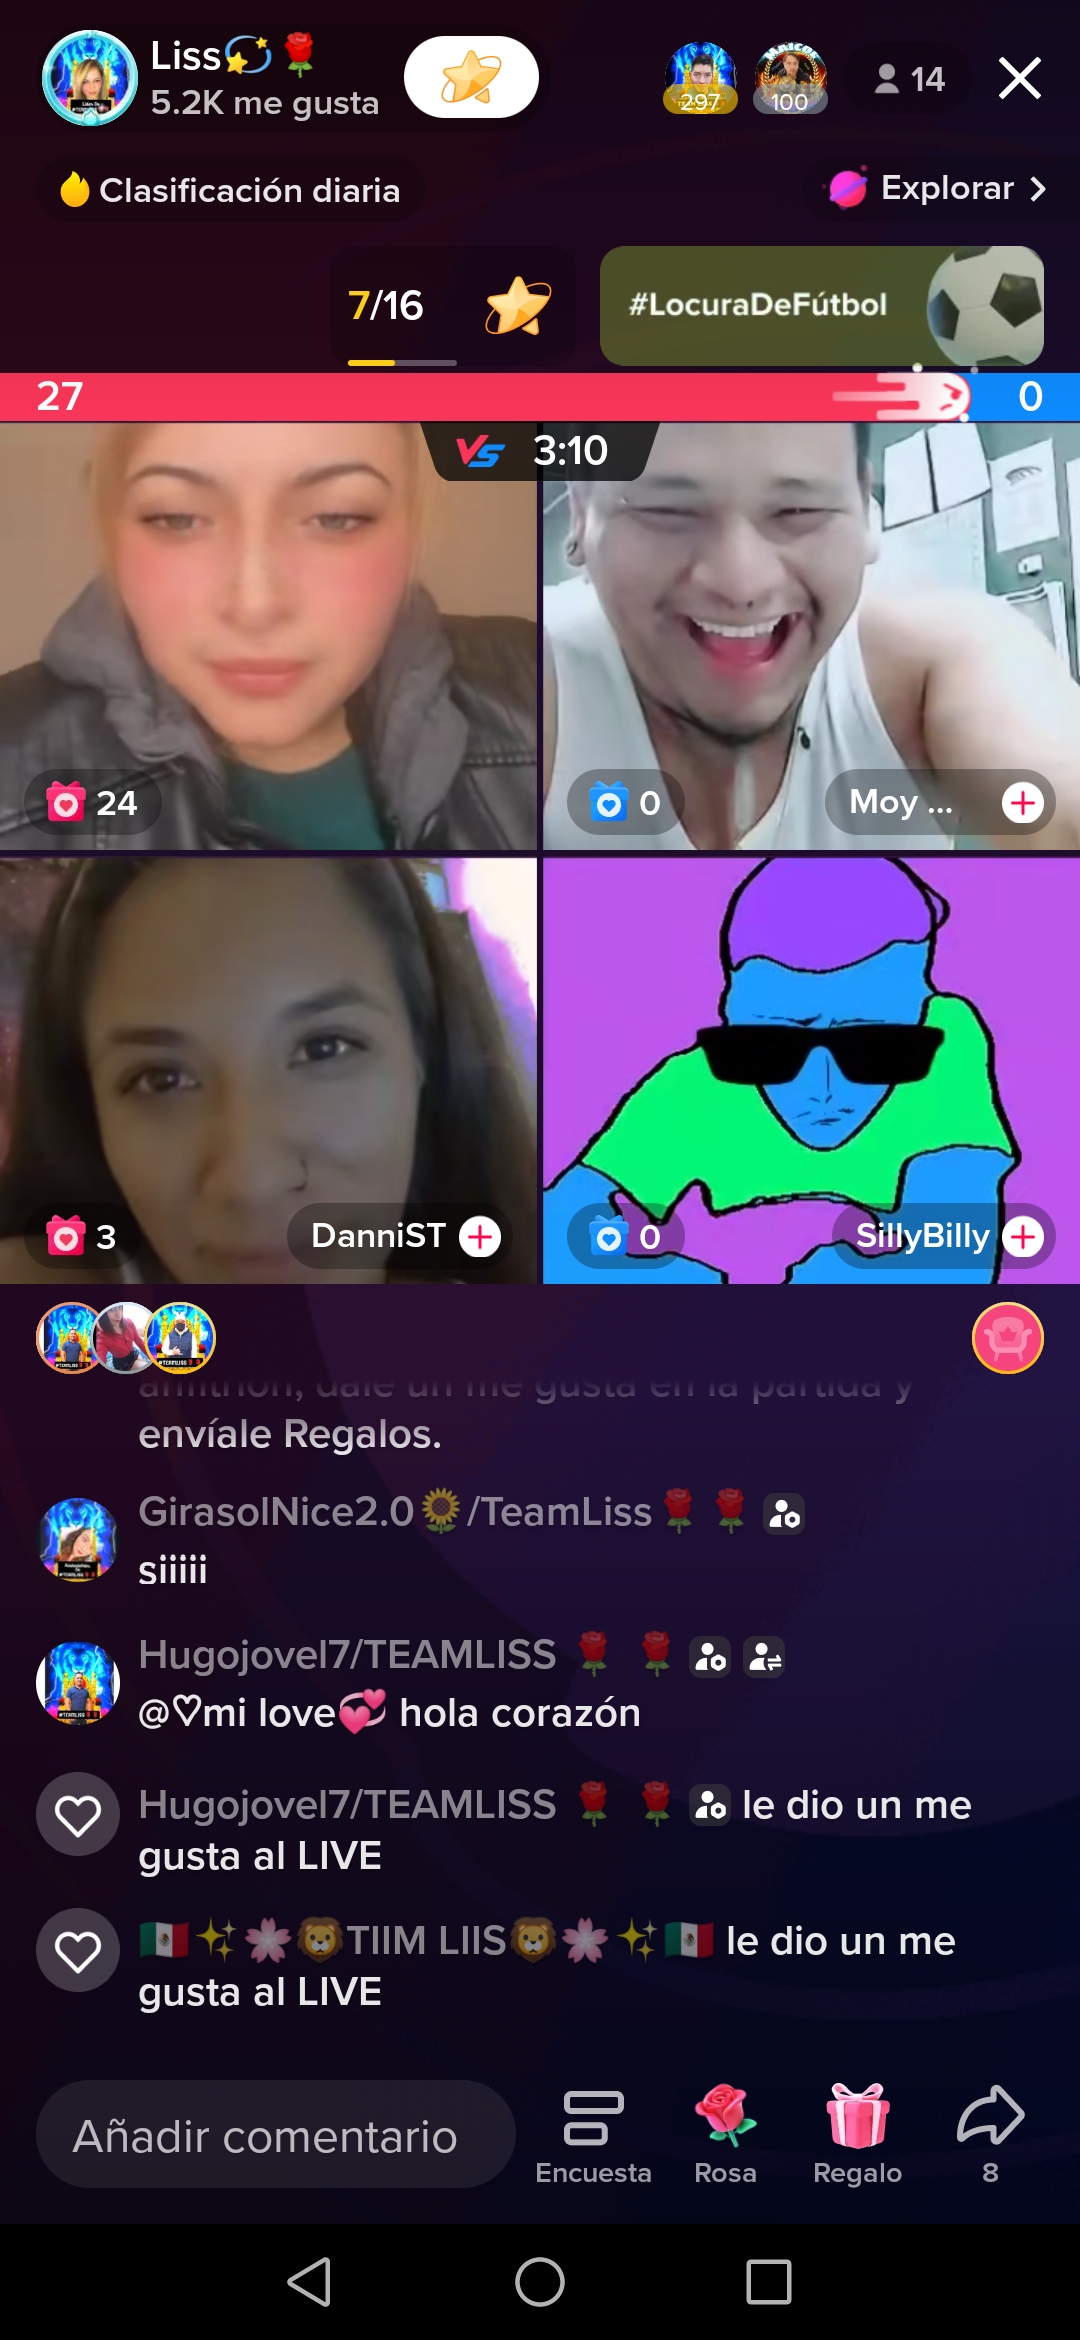 Liss💫🌹
5.2K me gusta
297
100
14
Clasificación diaria
Explorar >
7/16
#LocuraDeFútbol
27
0
VS 3:10
24
0
Moy ...
3
DanniST
0
SillyBilly
anfitrión, dale un me gusta en la partida y
envíale Regalos.
GirasolNice2.0🌻/TeamLiss🌹🌹
siiiii
Hugojovel7/TEAMLISS 🌹 🌹
@♡mi love💞 hola corazón
Hugojovel7/TEAMLISS 🌹 🌹 le dio un me
gusta al LIVE
🇲🇽✨🌸🦁TIIM LIIS🦁🌸✨🇲🇽 le dio un me
gusta al LIVE
Añadir comentario
Encuesta
Rosa
Regalo
8